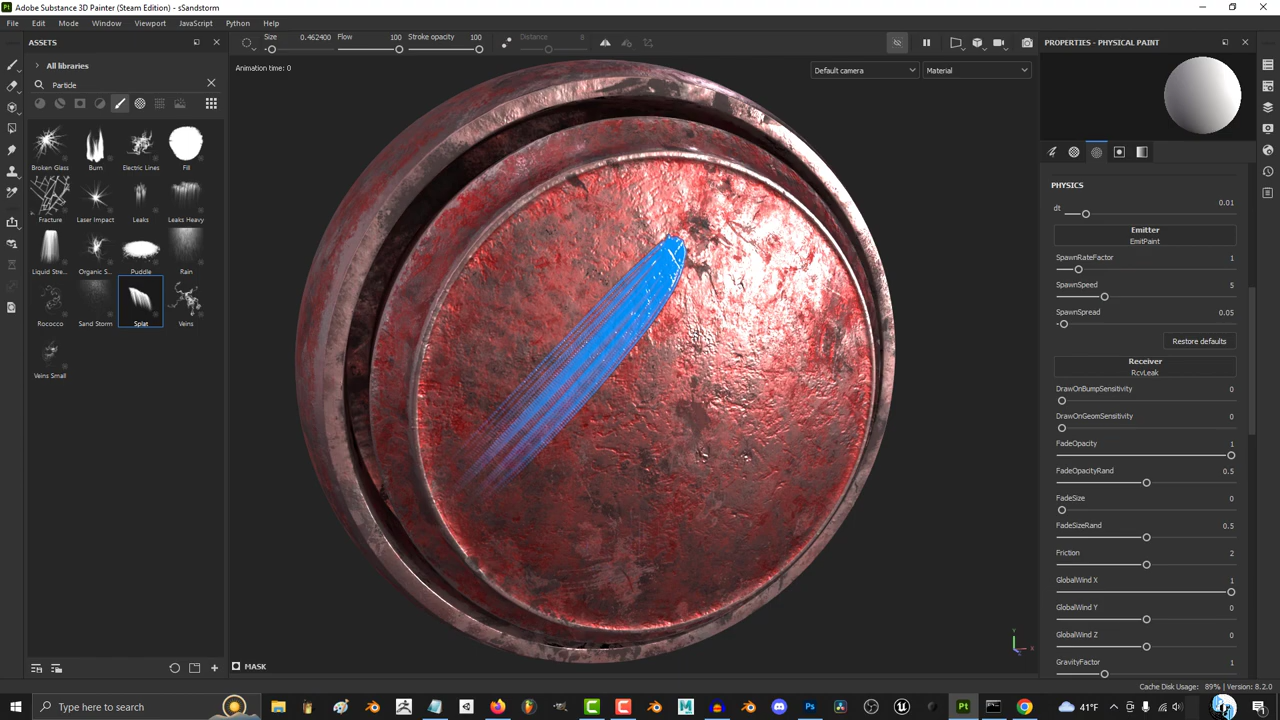 Pt Adobe Substance 3D Painter (Steam Edition) - sSandstorm
File Edit Mode Window Viewport JavaScript Python Help
ASSETS
Size 0.462400 Flow 100 Stroke opacity 100 Distance 8
PROPERTIES - PHYSICAL PAINT
All libraries
Animation time: 0
Default camera Material
Particle
Broken Glass Burn Electric Lines Fill
Fracture Laser Impact Leaks Leaks Heavy
Liquid Stre... Organic S... Puddle Rain
Rococco Sand Storm Splat Veins
Veins Small
PHYSICS
dt 0.01
Emitter
EmitPaint
SpawnRateFactor 1
SpawnSpeed 5
SpawnSpread 0.05
Restore defaults
Receiver
RcvLeak
DrawOnBumpSensitivity 0
DrawOnGeomSensitivity 0
FadeOpacity 1
FadeOpacityRand 0.5
FadeSize 0
FadeSizeRand 0.5
Friction 2
GlobalWind X 1
GlobalWind Y 0
GlobalWind Z 0
GravityFactor 1
MASK
Cache Disk Usage: 89% | Version: 8.2.0
Type here to search
Ps
Pt
41°F